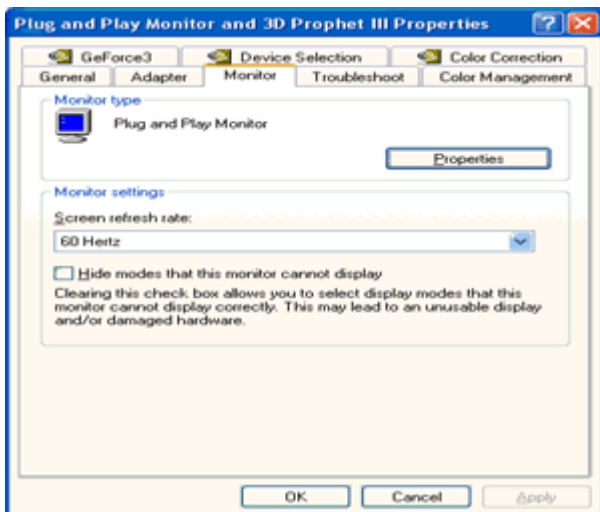 Plug and Play Monitor and 3D Prophet III Properties
GeForce3 Device Selection Color Correction
General Adapter Monitor Troubleshoot Color Management
Monitor type
Plug and Play Monitor
Properties
Monitor settings
Screen refresh rate:
60 Hertz
Hide modes that this monitor cannot display
Clearing this check box allows you to select display modes that this
monitor cannot display correctly. This may lead to an unusable display
and/or damaged hardware.
OK Cancel Apply